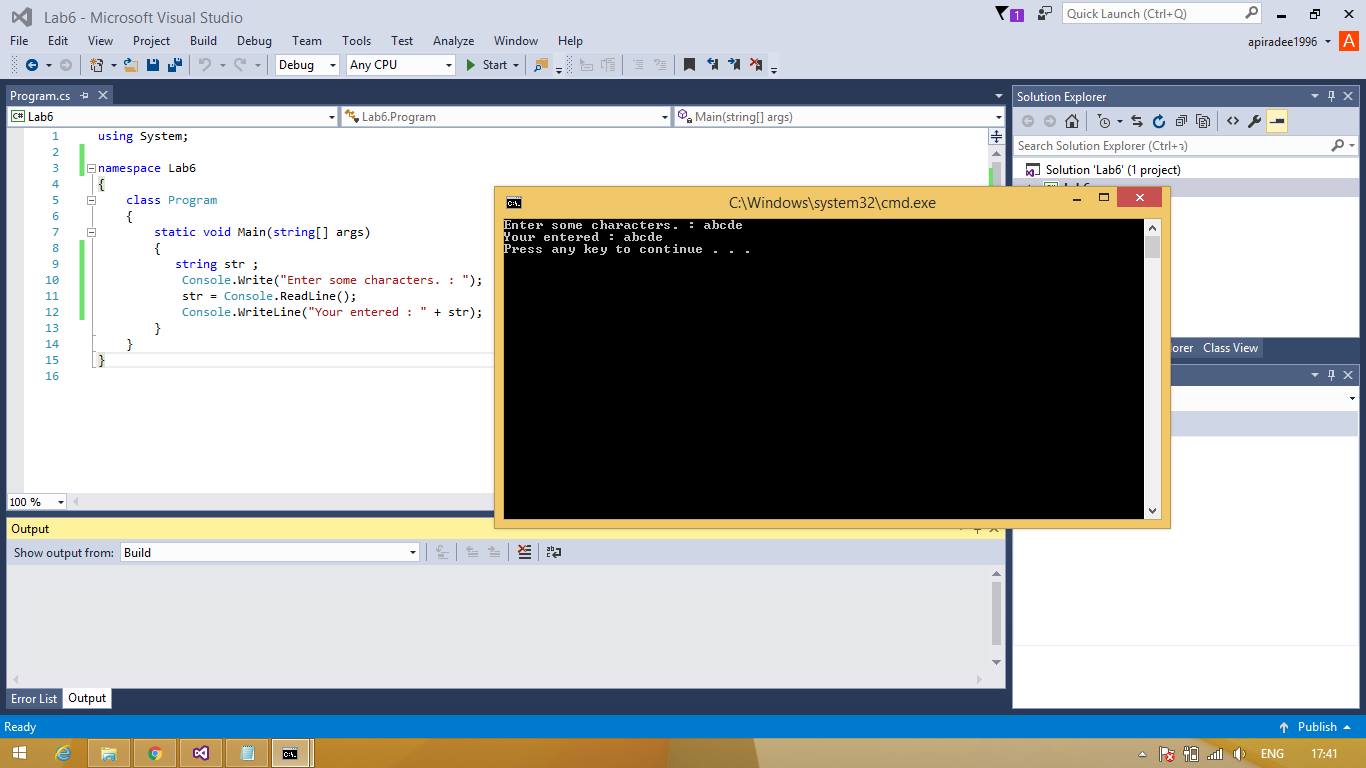 Lab6 - Microsoft Visual Studio
1
Quick Launch (Ctrl+Q)
File Edit View Project Build Debug Team Tools Test Analyze Window Help
apiradee1996
A
Debug
Any CPU
Start
Program.cs
C# Lab6
Lab6.Program
Main(string[] args)
1 using System;
2
3 namespace Lab6
4 {
5 class Program
6 {
7 static void Main(string[] args)
8 {
9 string str ;
10 Console.Write("Enter some characters. : ");
11 str = Console.ReadLine();
12 Console.WriteLine("Your entered : " + str);
13 }
14 }
15 }
16
100 %
C:\Windows\system32\cmd.exe
Enter some characters. : abcde
Your entered : abcde
Press any key to continue . . .
Solution Explorer
Search Solution Explorer (Ctrl+ว)
Solution 'Lab6' (1 project)
orer
Class View
Output
Show output from:
Build
Error List
Output
Ready
Publish
ENG
17:41